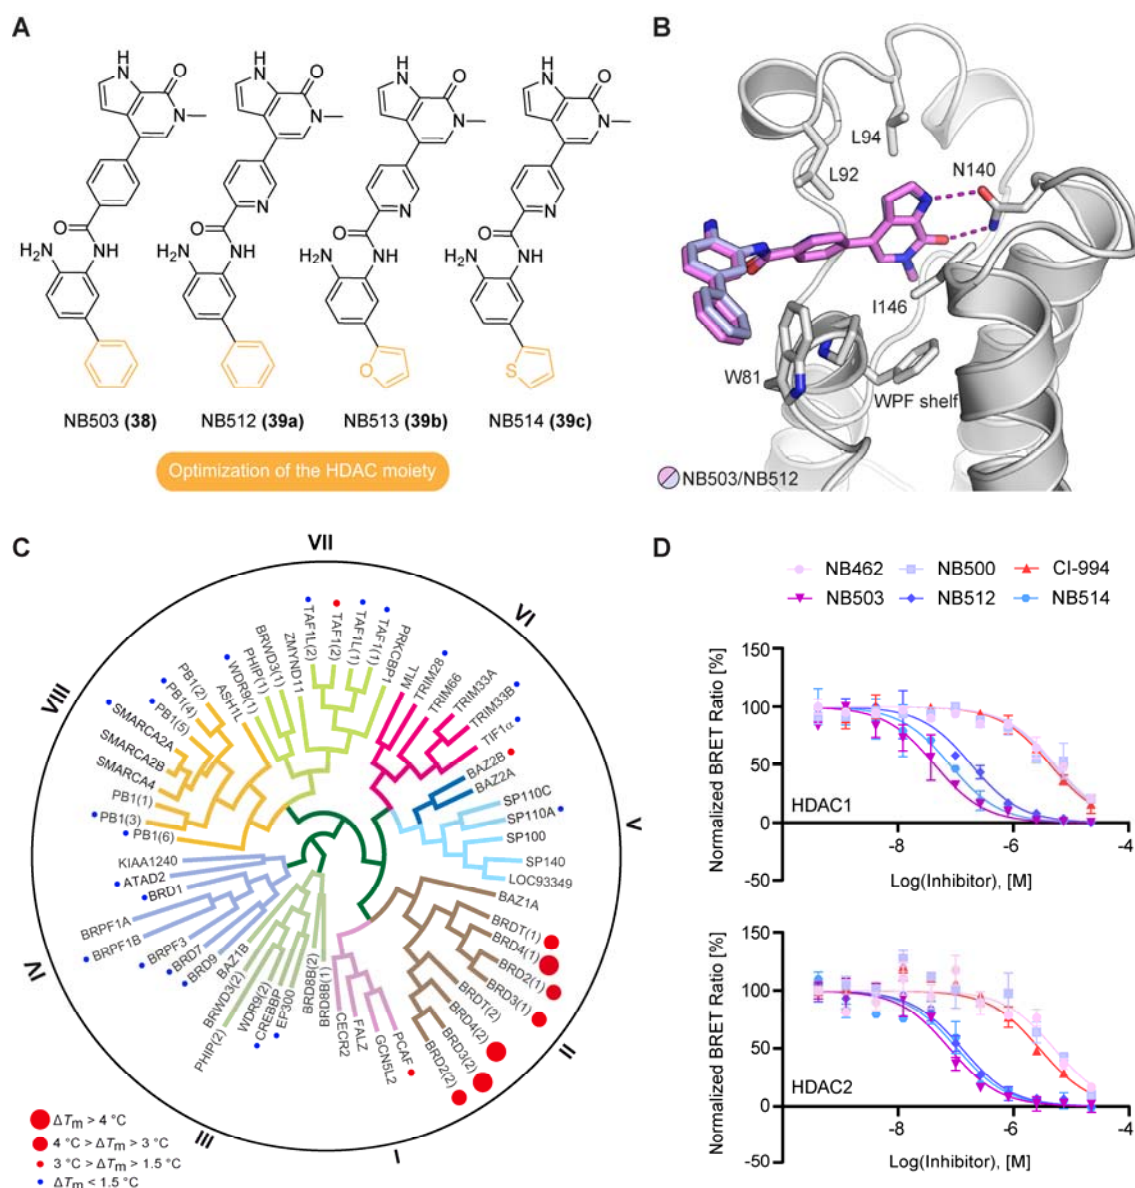 A
H
N
O
N
O
NH
H₂N
H
N
O
N
N
O
NH
H₂N
H
N
O
N
N
O
NH
H₂N
O
H
N
O
N
N
O
NH
H₂N
S
NB503 (38)
NB512 (39a)
NB513 (39b)
NB514 (39c)
Optimization of the HDAC moiety
B
L94
L92
N140
I146
W81
WPF shelf
NB503/NB512
C
VII
VI
V
II
I
III
IV
VIII
TAF1L(2)
TAF1(2)
TAF1L(1)
TAF1(1)
PRKCBP1
MLL
TRIM28
TRIM66
TRIM33A
TRIM33B
TIF1α
BAZ2B
BAZ2A
SP110C
SP110A
SP100
SP140
LOC93349
BAZ1A
BRDT(1)
BRD4(1)
BRD2(1)
BRD3(1)
BRDT(2)
BRD4(2)
BRD3(2)
BRD2(2)
PCAF
GCN5L2
FALZ
CECR2
BRD8B(1)
BRD8B(2)
EP300
CREBBP
WDR9(2)
PHIP(2)
BRWD3(2)
BAZ1B
BRD9
BRD7
BRPF3
BRPF1B
BRPF1A
BRD1
ATAD2
KIAA1240
PB1(6)
PB1(3)
PB1(1)
SMARCA4
SMARCA2B
SMARCA2A
PB1(5)
PB1(4)
PB1(2)
ASH1L
WDR9(1)
PHIP(1)
BRWD3(1)
ZMYND11
ΔTm > 4 °C
4 °C > ΔTm > 3 °C
3 °C > ΔTm > 1.5 °C
ΔTm < 1.5 °C
D
NB462 NB500 CI-994
NB503 NB512 NB514
Normalized BRET Ratio [%]
150
100
50
0
-50
HDAC1
-8 -6 -4
Log(Inhibitor), [M]
Normalized BRET Ratio [%]
150
100
50
0
-50
HDAC2
-8 -6 -4
Log(Inhibitor), [M]